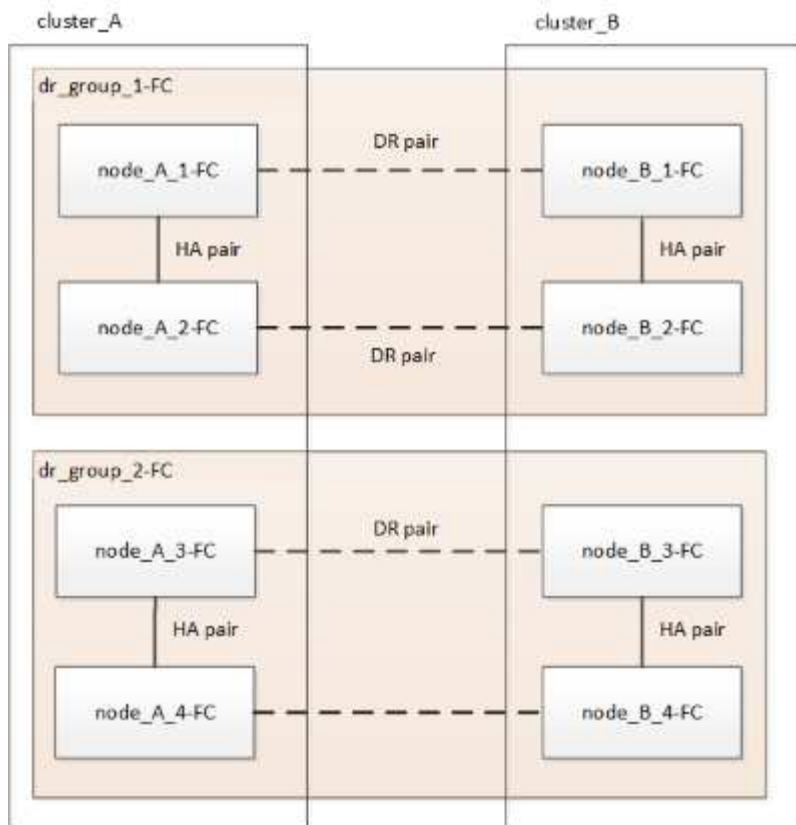 cluster_A
cluster_B
dr_group_1-FC
DR pair
node_A_1-FC
node_B_1-FC
HA pair
HA pair
node_A_2-FC
node_B_2-FC
DR pair
dr_group_2-FC
DR pair
node_A_3-FC
node_B_3-FC
HA pair
HA pair
node_A_4-FC
node_B_4-FC